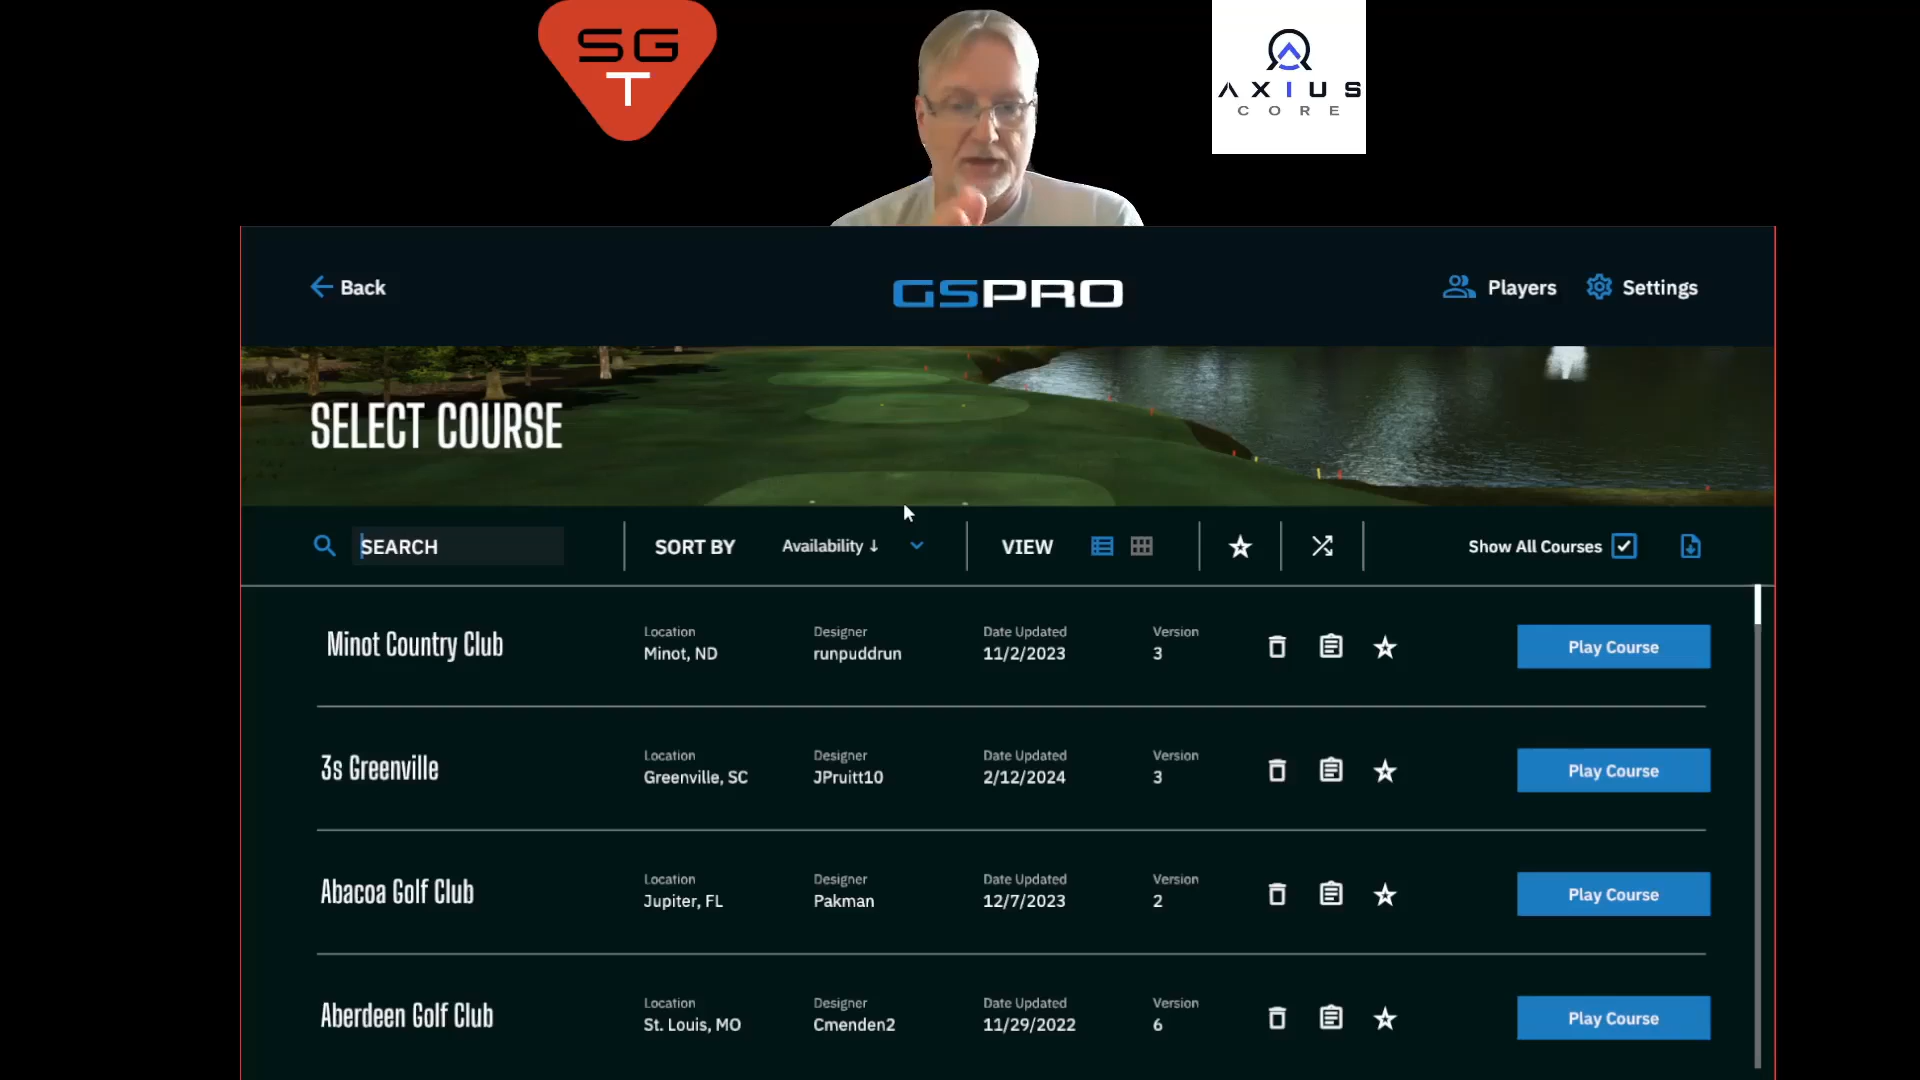 SG
T
AXIUS
CORE
Back
GSPRO
Players
Settings
SELECT COURSE
SEARCH
SORT BY
Availability ↓
VIEW
Show All Courses
Minot Country Club
Location
Minot, ND
Designer
runpuddrun
Date Updated
11/2/2023
Version
3
Play Course
3s Greenville
Location
Greenville, SC
Designer
JPruitt10
Date Updated
2/12/2024
Version
3
Play Course
Abacoa Golf Club
Location
Jupiter, FL
Designer
Pakman
Date Updated
12/7/2023
Version
2
Play Course
Aberdeen Golf Club
Location
St. Louis, MO
Designer
Cmenden2
Date Updated
11/29/2022
Version
6
Play Course